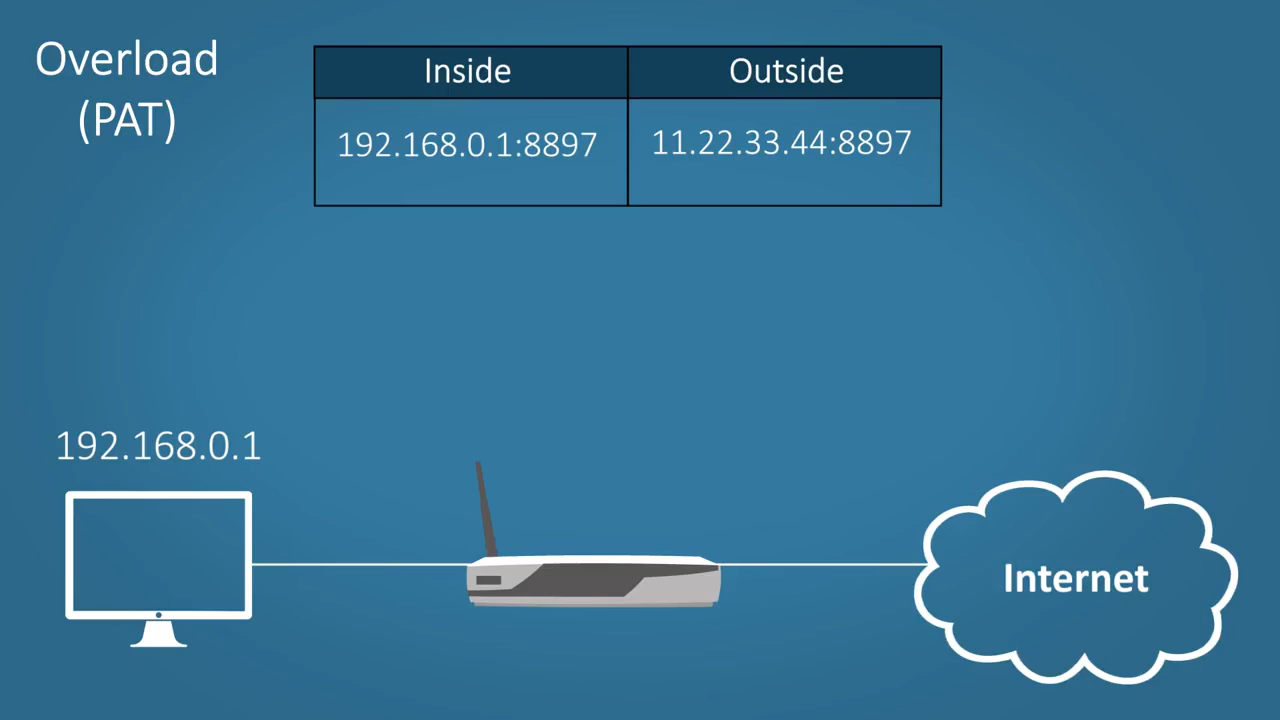 Overload
(PAT)
Inside Outside
192.168.0.1:8897 11.22.33.44:8897
192.168.0.1
Internet